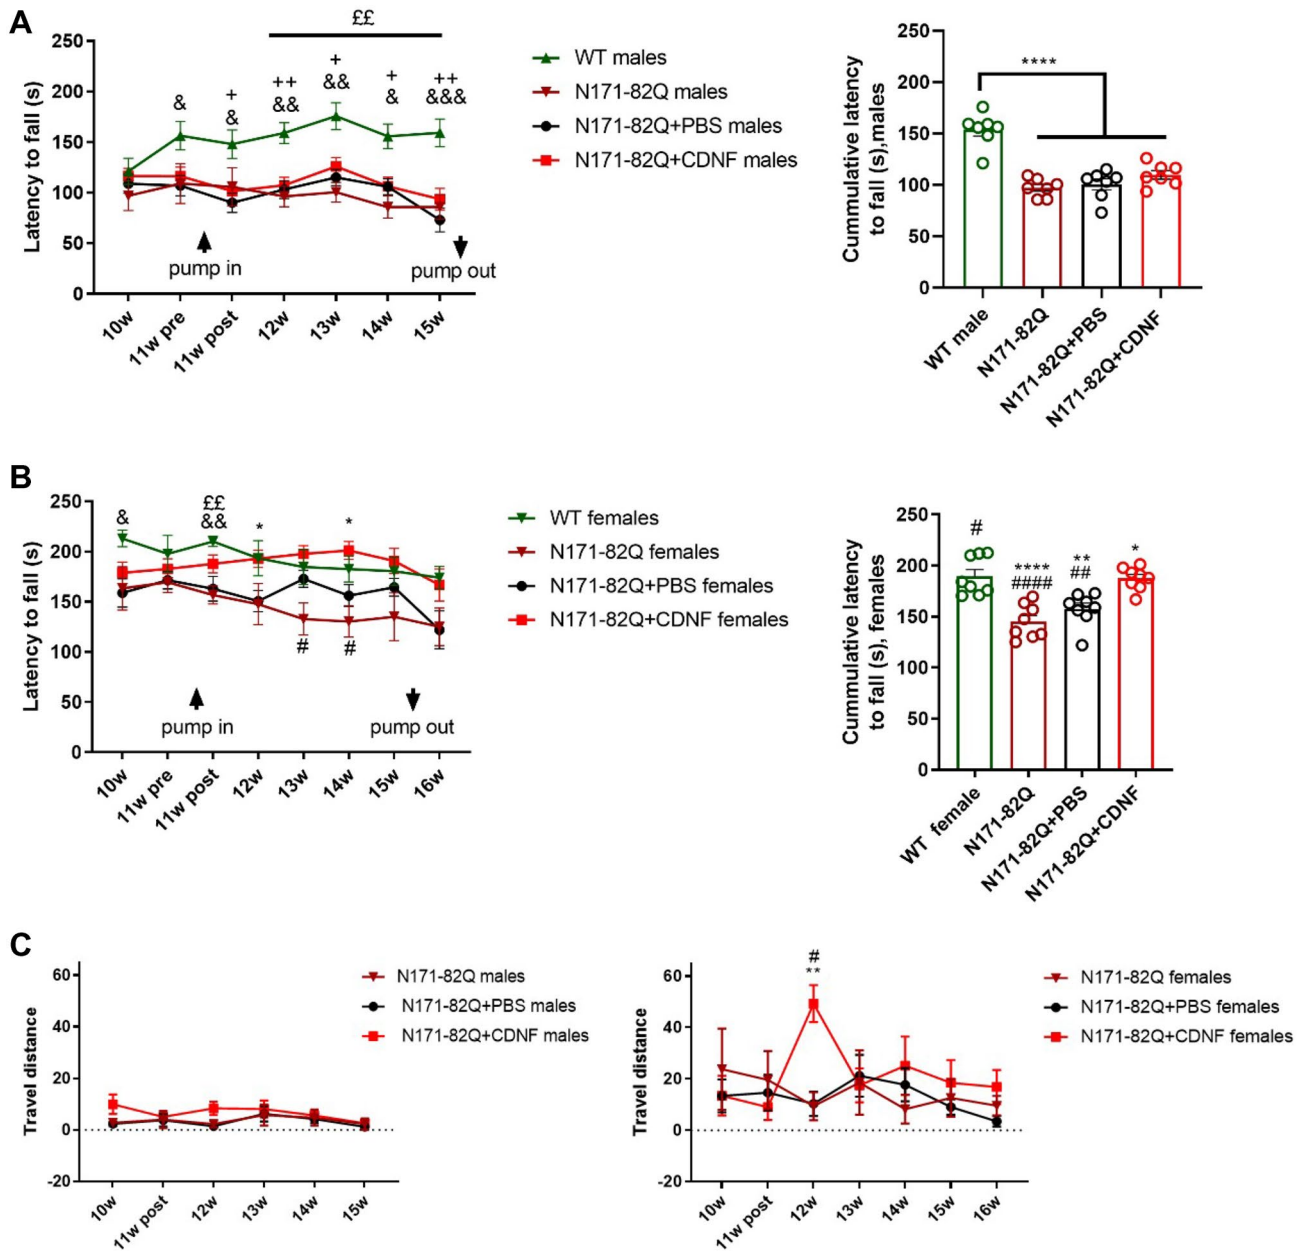 A
££
250
200
150
100
50
0
Latency to fall (s)
&
+
&
++
&&
+
&&
+
&
++
&&&
pump in
pump out
10w
11w pre
11w post
12w
13w
14w
15w
WT males
N171-82Q males
N171-82Q+PBS males
N171-82Q+CDNF males
Cummulative latency
to fall (s),males
250
200
150
100
50
0
****
WT male
N171-82Q
N171-82Q+PBS
N171-82Q+CDNF
B
250
200
150
100
50
0
Latency to fall (s)
&
££
&&
*
*
#
#
pump in
pump out
10w
11w pre
11w post
12w
13w
14w
15w
16w
WT females
N171-82Q females
N171-82Q+PBS females
N171-82Q+CDNF females
Cummulative latency
to fall (s), females
250
200
150
100
50
0
#
****
####
**
##
*
WT female
N171-82Q
N171-82Q+PBS
N171-82Q+CDNF
C
Travel distance
60
40
20
0
-20
10w
11w post
12w
13w
14w
15w
N171-82Q males
N171-82Q+PBS males
N171-82Q+CDNF males
Travel distance
60
40
20
0
-20
#
**
10w
11w post
12w
13w
14w
15w
16w
N171-82Q females
N171-82Q+PBS females
N171-82Q+CDNF females